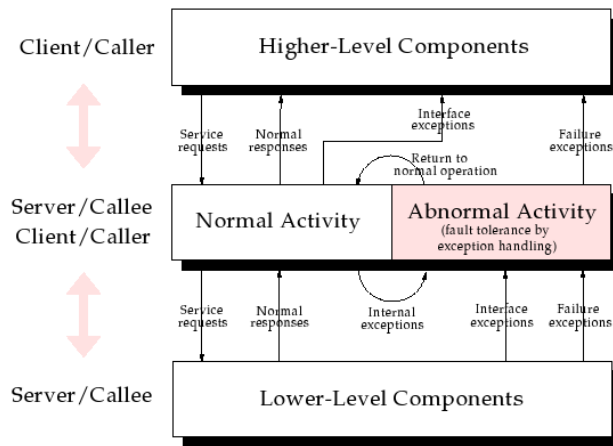 Client/Caller
Higher-Level Components
Service
requests
Normal
responses
Interface
exceptions
Failure
exceptions
Return to
normal operation
Server/Callee
Client/Caller
Normal Activity
Abnormal Activity
(fault tolerance by
exception handling)
Service
requests
Normal
responses
Internal
exceptions
Interface
exceptions
Failure
exceptions
Server/Callee
Lower-Level Components